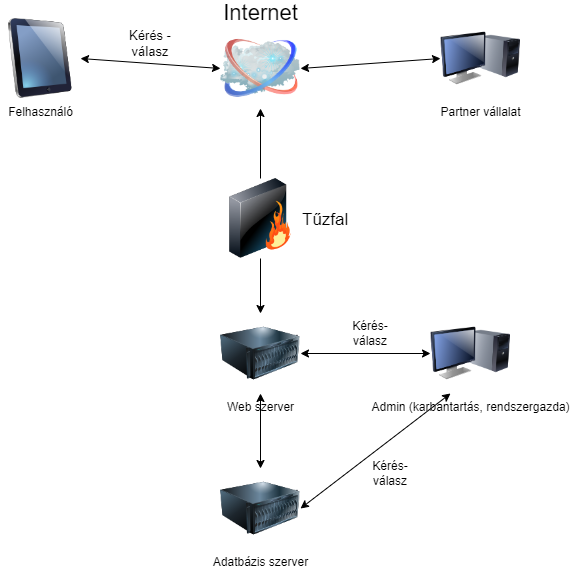 Internet
Kérés -
válasz
Felhasználó
Partner vállalat
Tűzfal
Kérés-
válasz
Web szerver
Admin (karbantartás, rendszergazda)
Kérés-
válasz
Adatbázis szerver